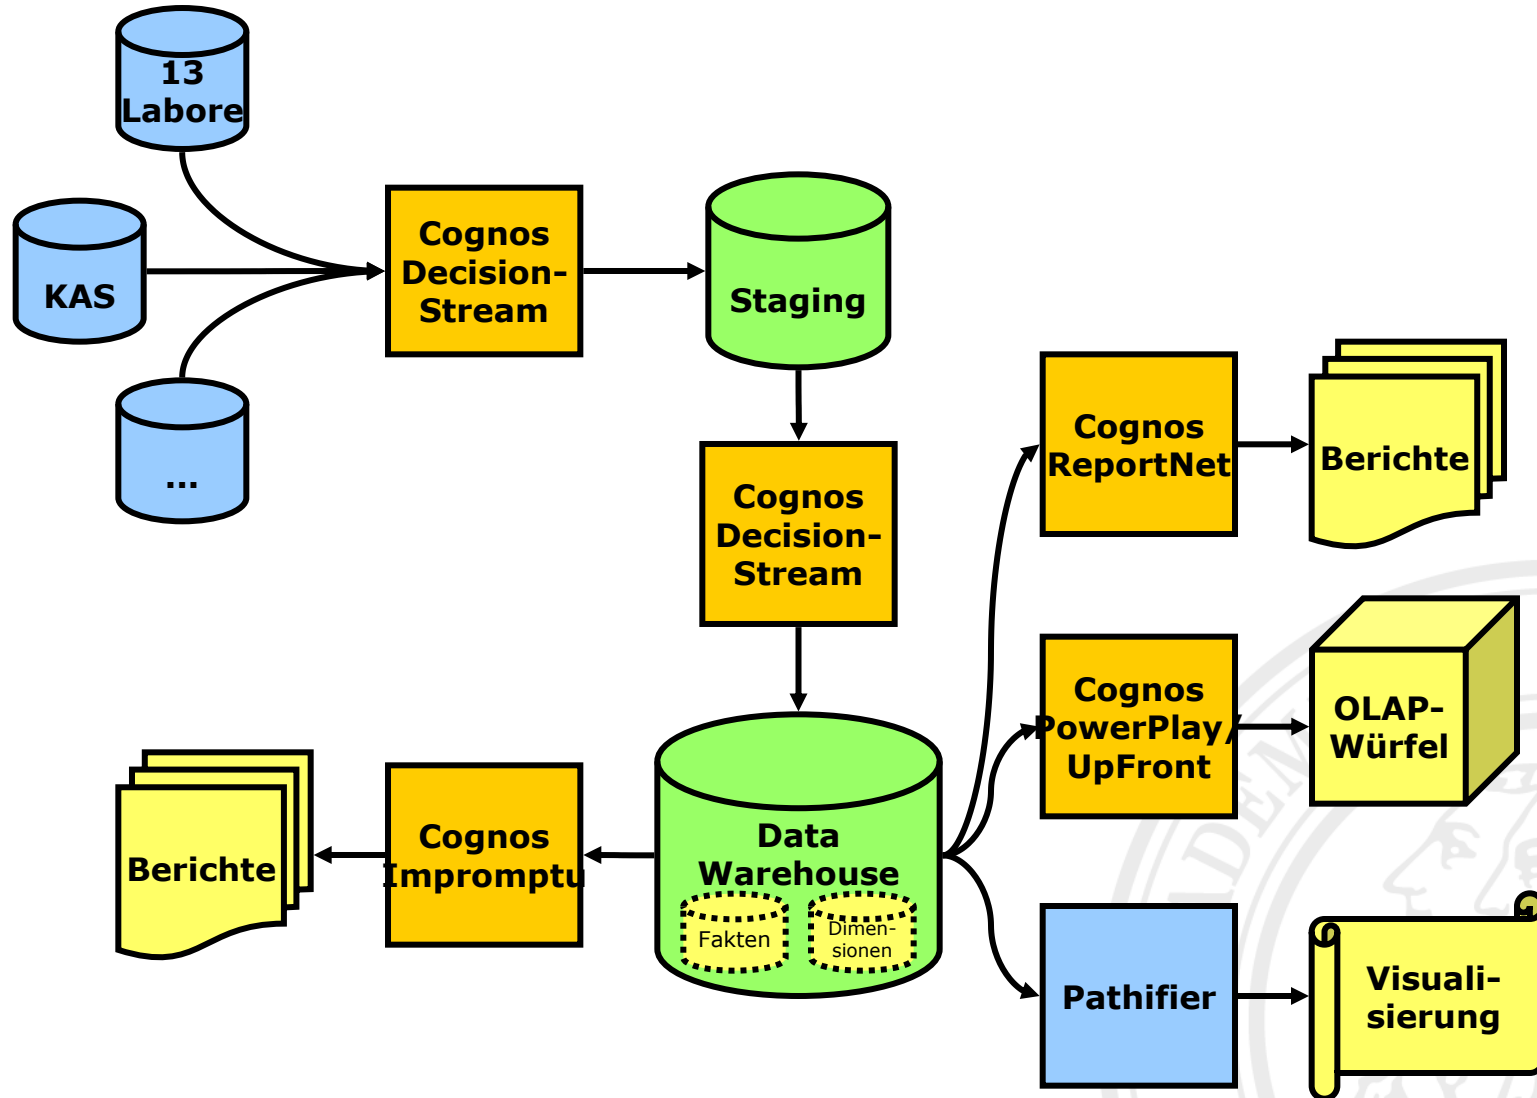 13
Labore
KAS
...
Cognos
Decision-
Stream
Staging
Cognos
Decision-
Stream
Cognos
ReportNet
Berichte
Cognos
PowerPlay/
UpFront
OLAP-
Würfel
Data
Warehouse
Fakten
Dimen-
sionen
Cognos
Impromptu
Berichte
Pathifier
Visuali-
sierung